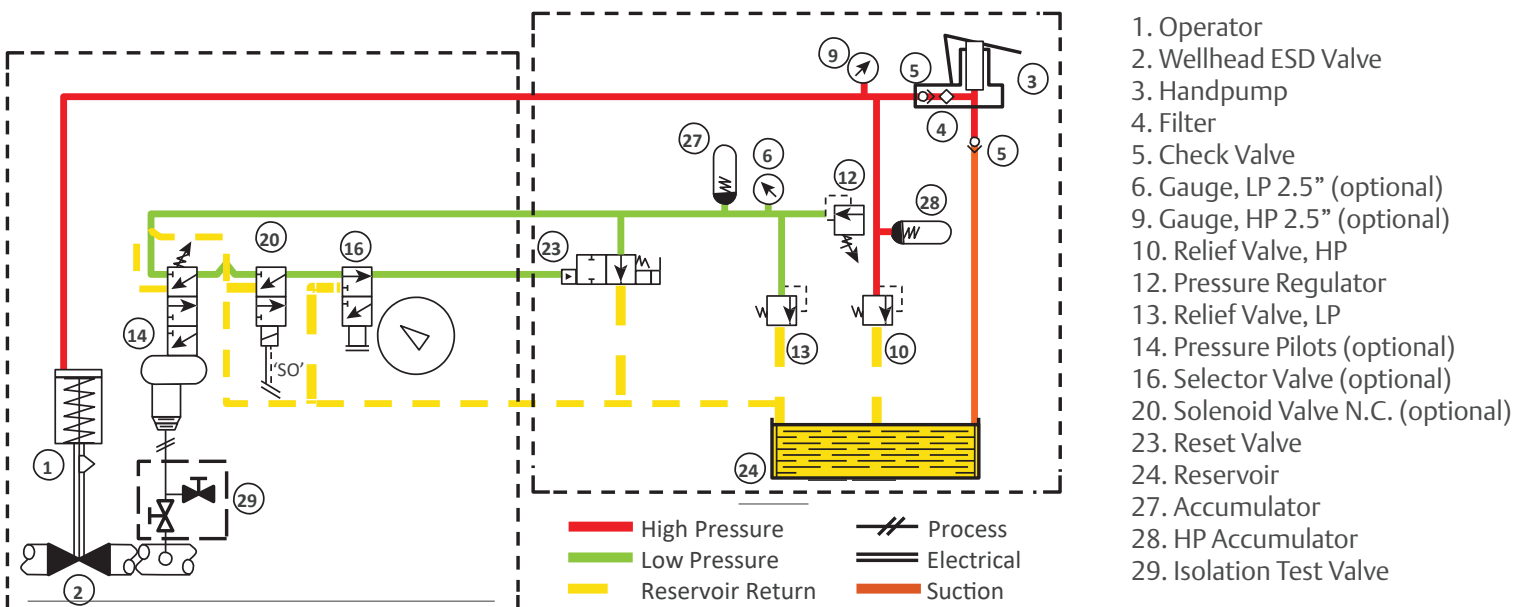 9
5
3
4
5
27
6
12
28
20
16
23
14
'SO'
13
10
1
29
24
2
High Pressure
Process
Low Pressure
Electrical
Reservoir Return
Suction
1. Operator
2. Wellhead ESD Valve
3. Handpump
4. Filter
5. Check Valve
6. Gauge, LP 2.5” (optional)
9. Gauge, HP 2.5” (optional)
10. Relief Valve, HP
12. Pressure Regulator
13. Relief Valve, LP
14. Pressure Pilots (optional)
16. Selector Valve (optional)
20. Solenoid Valve N.C. (optional)
23. Reset Valve
24. Reservoir
27. Accumulator
28. HP Accumulator
29. Isolation Test Valve